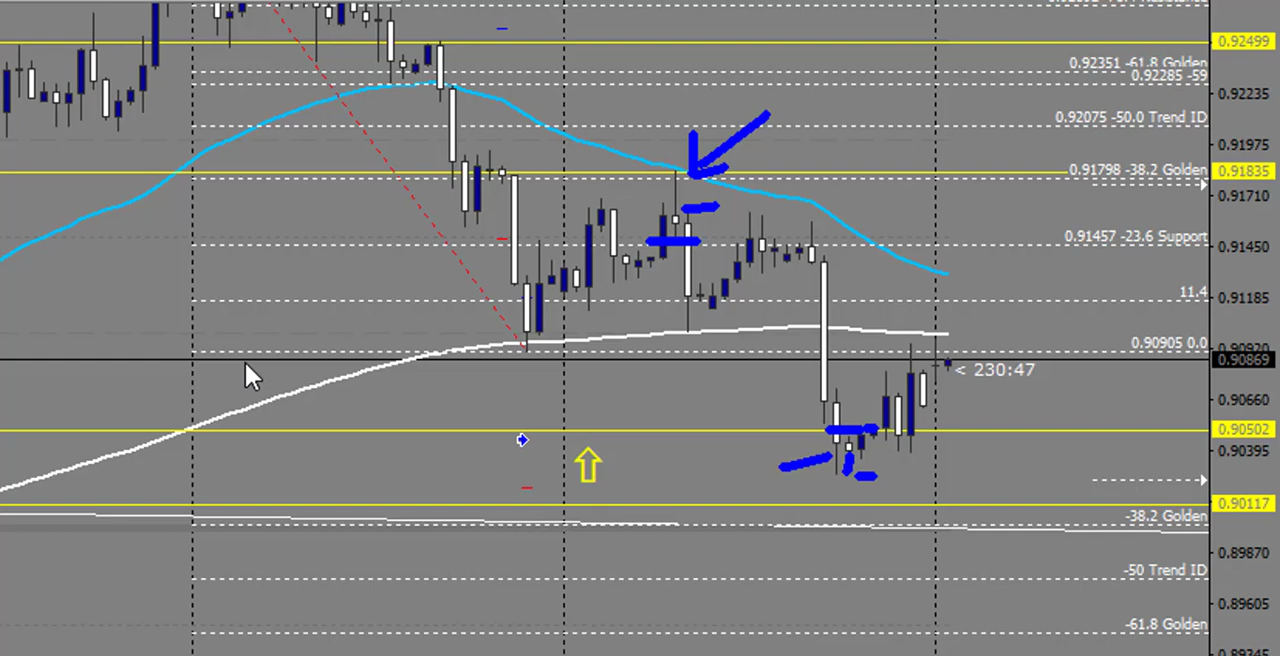 0.92499
0.92351 -61.8 Golden
0.92285 -59
0.92235
0.92075 -50.0 Trend ID
0.91975
0.91798 -38.2 Golden
0.91835
0.91710
0.91457 -23.6 Support
0.91450
11.4
0.91185
0.90905 0.0
0.90869
< 230:47
0.90660
0.90502
0.90395
0.90117
-38.2 Golden
0.89870
-50 Trend ID
0.89605
-61.8 Golden